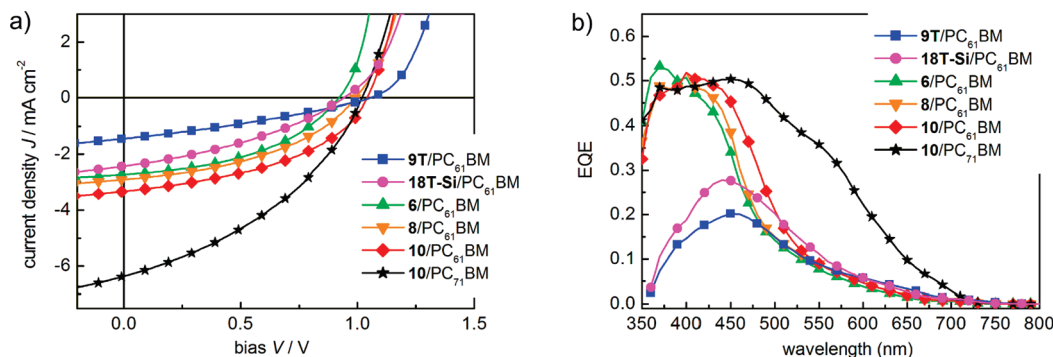 a)
current density J / mA cm-2
2
0
-2
-4
-6
9T/PC61BM
18T-Si/PC61BM
6/PC61BM
8/PC61BM
10/PC61BM
10/PC71BM
0.0 0.5 1.0 1.5
bias V / V
b)
EQE
0.6
0.5
0.4
0.3
0.2
0.1
0.0
9T/PC61BM
18T-Si/PC61BM
6/PC61BM
8/PC61BM
10/PC61BM
10/PC71BM
350 400 450 500 550 600 650 700 750 800
wavelength (nm)